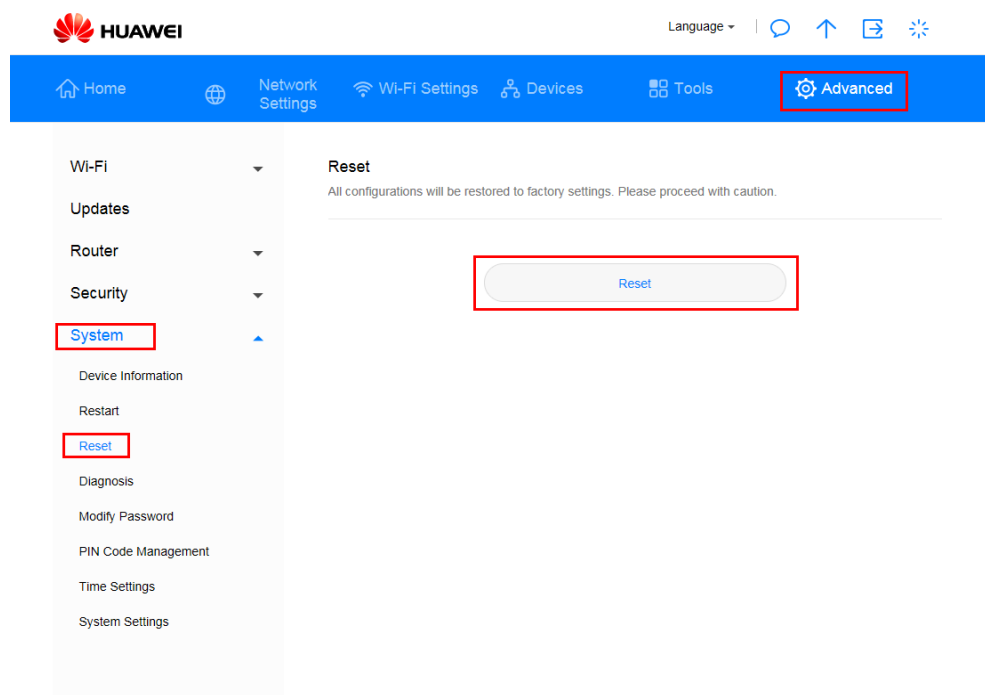 HUAWEI
Language
Home
Network
Settings
Wi-Fi Settings
Devices
Tools
Advanced
Wi-Fi
Updates
Router
Security
System
Device Information
Restart
Reset
Diagnosis
Modify Password
PIN Code Management
Time Settings
System Settings
Reset
All configurations will be restored to factory settings. Please proceed with caution.
Reset